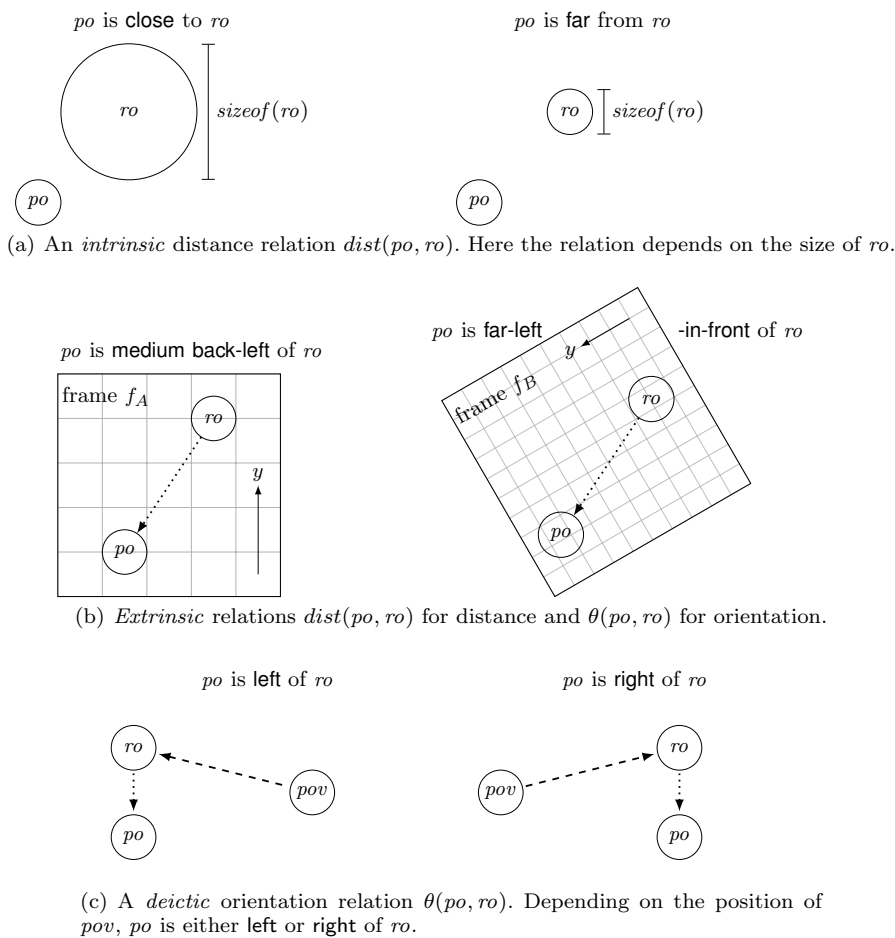 po is close to ro
po is far from ro
ro
sizeof(ro)
ro
sizeof(ro)
po
po
(a) An intrinsic distance relation dist(po, ro). Here the relation depends on the size of ro.
po is far-left
-in-front of ro
y
po is medium back-left of ro
frame f_A
frame f_B
ro
ro
y
po
po
(b) Extrinsic relations dist(po, ro) for distance and θ(po, ro) for orientation.
po is left of ro
po is right of ro
ro
ro
pov
pov
po
po
(c) A deictic orientation relation θ(po, ro). Depending on the position of
pov, po is either left or right of ro.